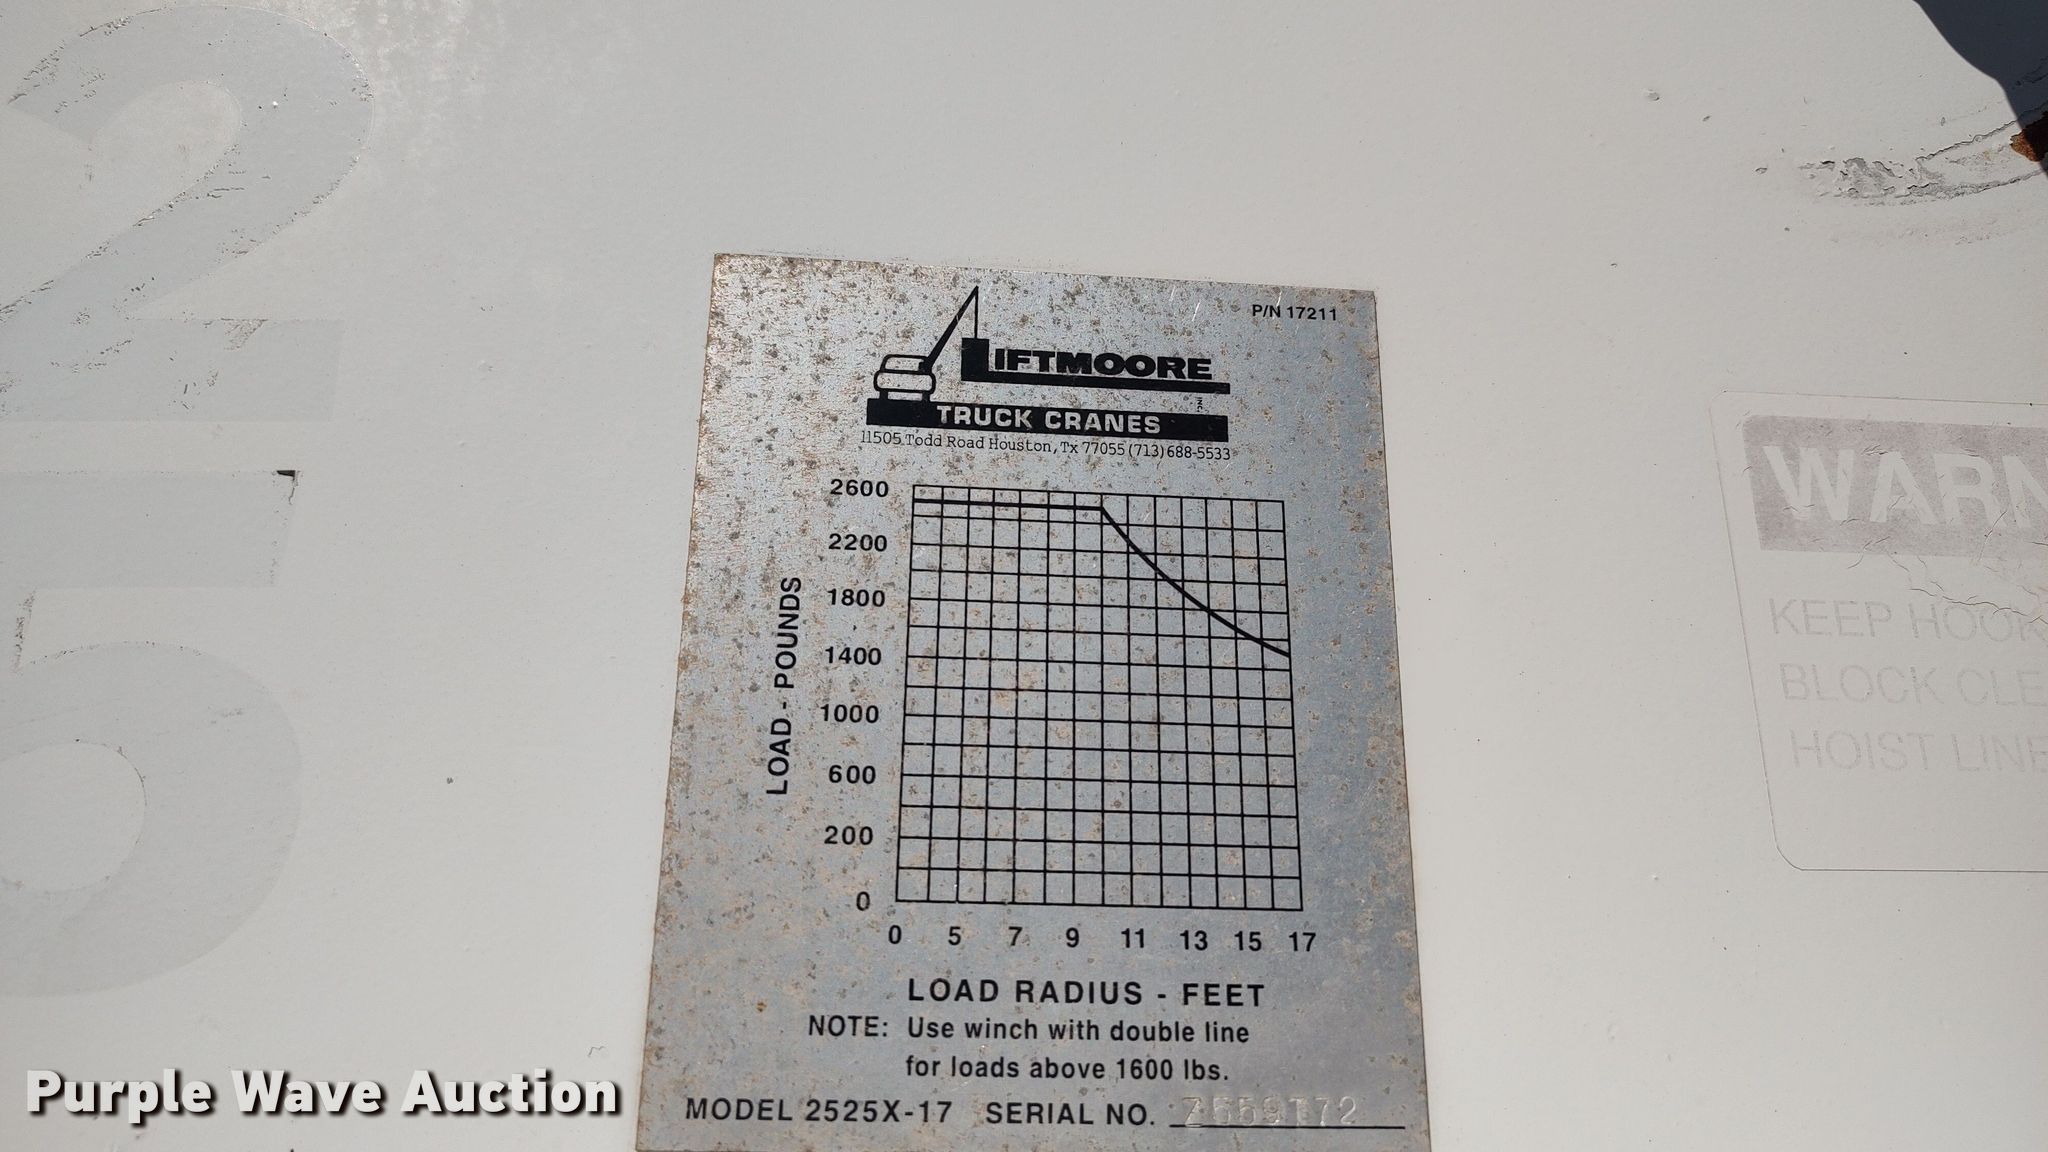 2
5
P/N 17211
LIFTMOORE INC.
TRUCK CRANES
11505 Todd Road Houston, Tx 77055 (713) 688-5533
2600
2200
1800
1400
1000
600
200
0
LOAD - POUNDS
0 5 7 9 11 13 15 17
LOAD RADIUS - FEET
NOTE: Use winch with double line
for loads above 1600 lbs.
MODEL 2525X-17 SERIAL NO.
WARN
KEEP HOOK
BLOCK CLE
HOIST LINE
Purple Wave Auction